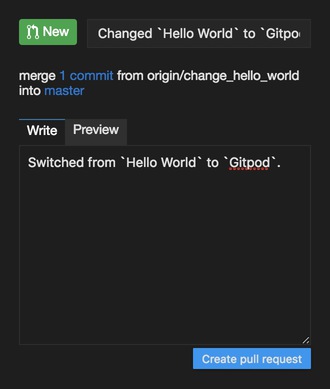 New
Changed `Hello World` to `Gitpo
merge 1 commit from origin/change_hello_world
into master
Write
Preview
Switched from `Hello World` to `Gitpod`.
Create pull request